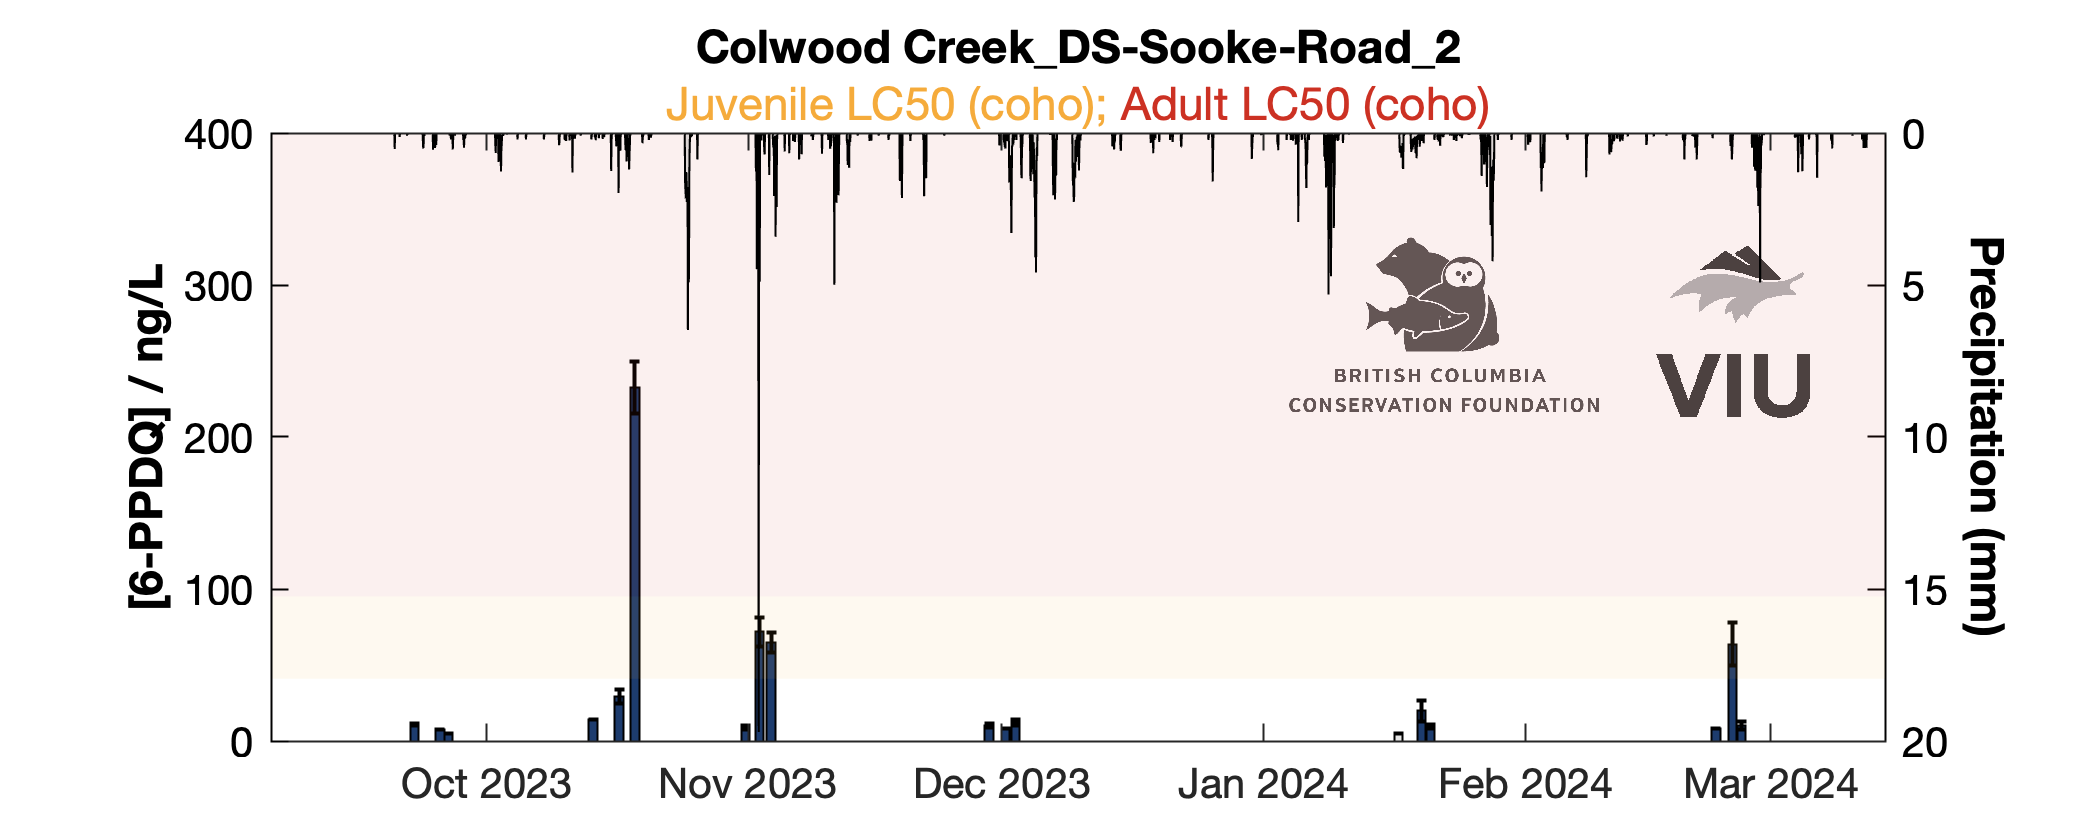 Colwood Creek_DS-Sooke-Road_2
Juvenile LC50 (coho); Adult LC50 (coho)
[6-PPDQ] / ng/L
400
300
200
100
0
0
5
10
15
20
Precipitation (mm)
BRITISH COLUMBIA
CONSERVATION FOUNDATION
VIU
Oct 2023
Nov 2023
Dec 2023
Jan 2024
Feb 2024
Mar 2024